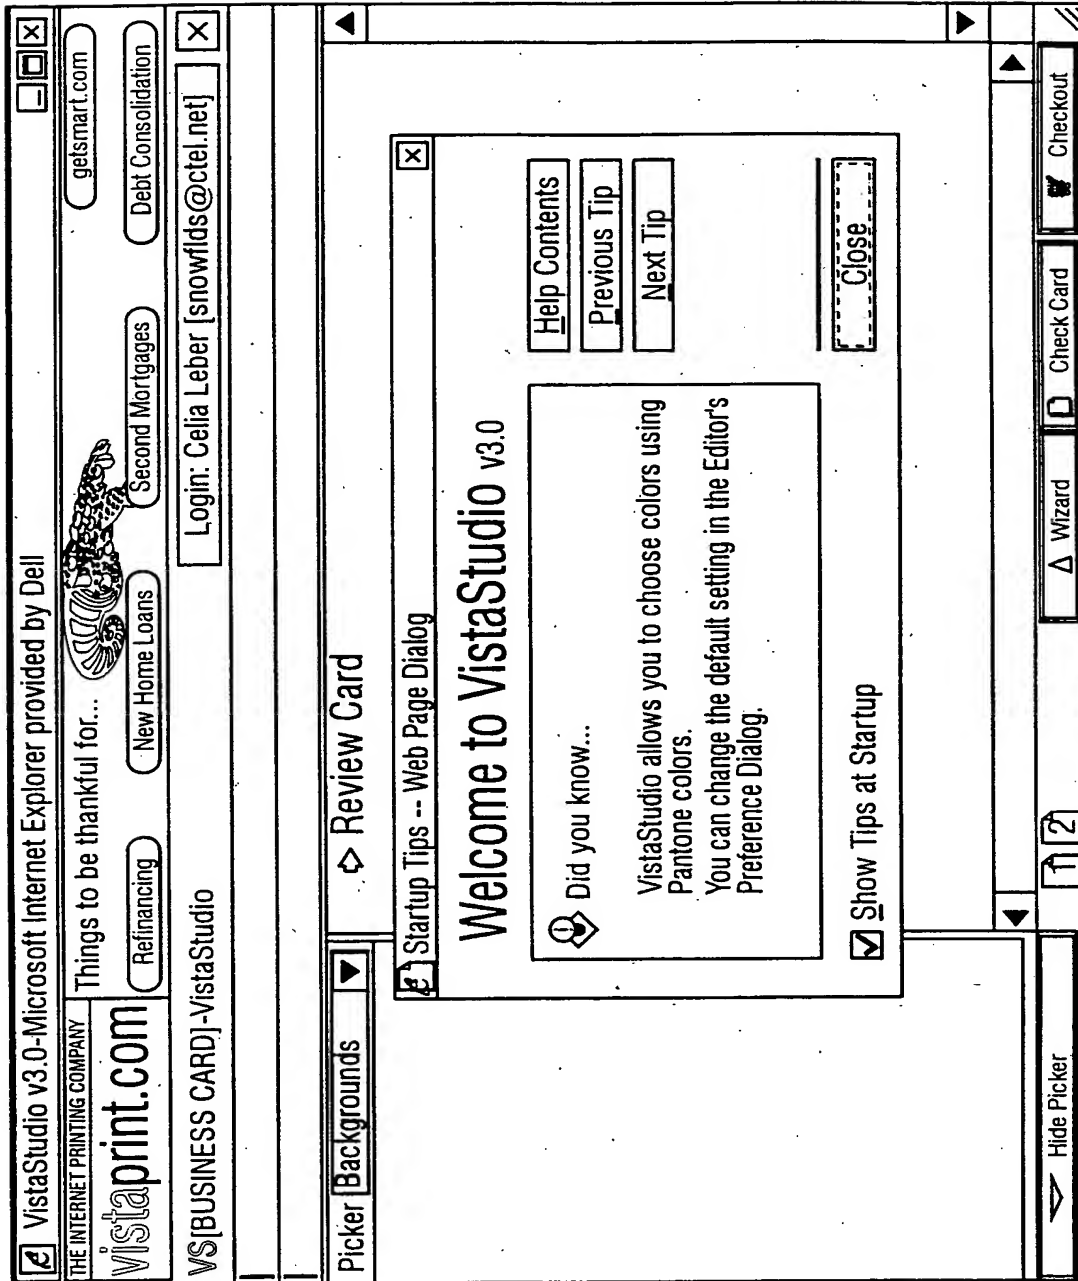 VistaStudio v3.0-Microsoft Internet Explorer provided by Dell
THE INTERNET PRINTING COMPANY
vistaprint.com
Things to be thankful for...
getsmart.com
Refinancing
New Home Loans
Second Mortgages
Debt Consolidation
VS[BUSINESS CARD]-VistaStudio
Login: Celia Leber [snowflds@ctel.net]
Picker
Backgrounds
Review Card
Startup Tips -- Web Page Dialog
Welcome to VistaStudio v3.0
Did you know...
VistaStudio allows you to choose colors using
Pantone colors.
You can change the default setting in the Editor's
Preference Dialog.
Help Contents
Previous Tip
Next Tip
Show Tips at Startup
Close
Hide Picker
1
2
Wizard
Check Card
Checkout